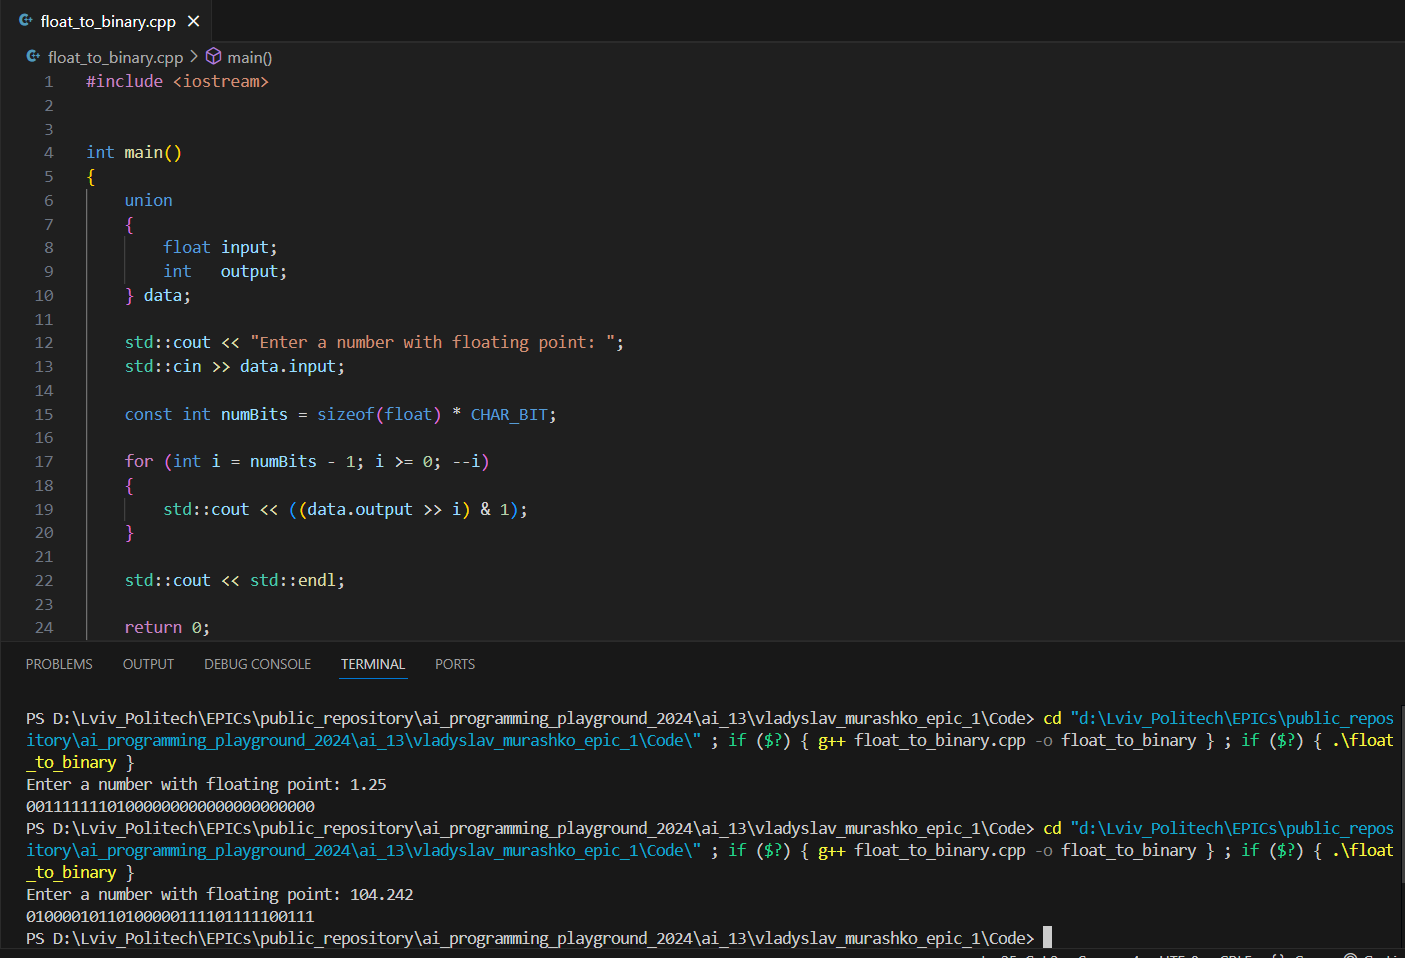 float_to_binary.cpp
float_to_binary.cpp > main()
1 #include <iostream>
2
3
4 int main()
5 {
6 union
7 {
8 float input;
9 int output;
10 } data;
11
12 std::cout << "Enter a number with floating point: ";
13 std::cin >> data.input;
14
15 const int numBits = sizeof(float) * CHAR_BIT;
16
17 for (int i = numBits - 1; i >= 0; --i)
18 {
19 std::cout << ((data.output >> i) & 1);
20 }
21
22 std::cout << std::endl;
23
24 return 0;
PROBLEMS OUTPUT DEBUG CONSOLE TERMINAL PORTS
PS D:\Lviv_Politech\EPICs\public_repository\ai_programming_playground_2024\ai_13\vladyslav_murashko_epic_1\Code> cd "d:\Lviv_Politech\EPICs\public_repos
itory\ai_programming_playground_2024\ai_13\vladyslav_murashko_epic_1\Code\" ; if ($?) { g++ float_to_binary.cpp -o float_to_binary } ; if ($?) { .\float
_to_binary }
Enter a number with floating point: 1.25
00111111101000000000000000000000
PS D:\Lviv_Politech\EPICs\public_repository\ai_programming_playground_2024\ai_13\vladyslav_murashko_epic_1\Code> cd "d:\Lviv_Politech\EPICs\public_repos
itory\ai_programming_playground_2024\ai_13\vladyslav_murashko_epic_1\Code\" ; if ($?) { g++ float_to_binary.cpp -o float_to_binary } ; if ($?) { .\float
_to_binary }
Enter a number with floating point: 104.242
01000010110100000111101111100111
PS D:\Lviv_Politech\EPICs\public_repository\ai_programming_playground_2024\ai_13\vladyslav_murashko_epic_1\Code>